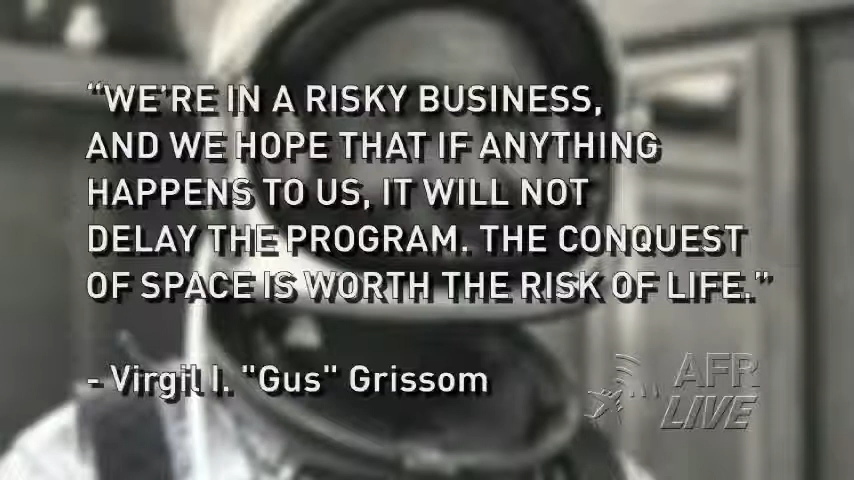 “WE’RE IN A RISKY BUSINESS,
AND WE HOPE THAT IF ANYTHING
HAPPENS TO US, IT WILL NOT
DELAY THE PROGRAM. THE CONQUEST
OF SPACE IS WORTH THE RISK OF LIFE.”
- Virgil I. "Gus" Grissom
AFR
LIVE